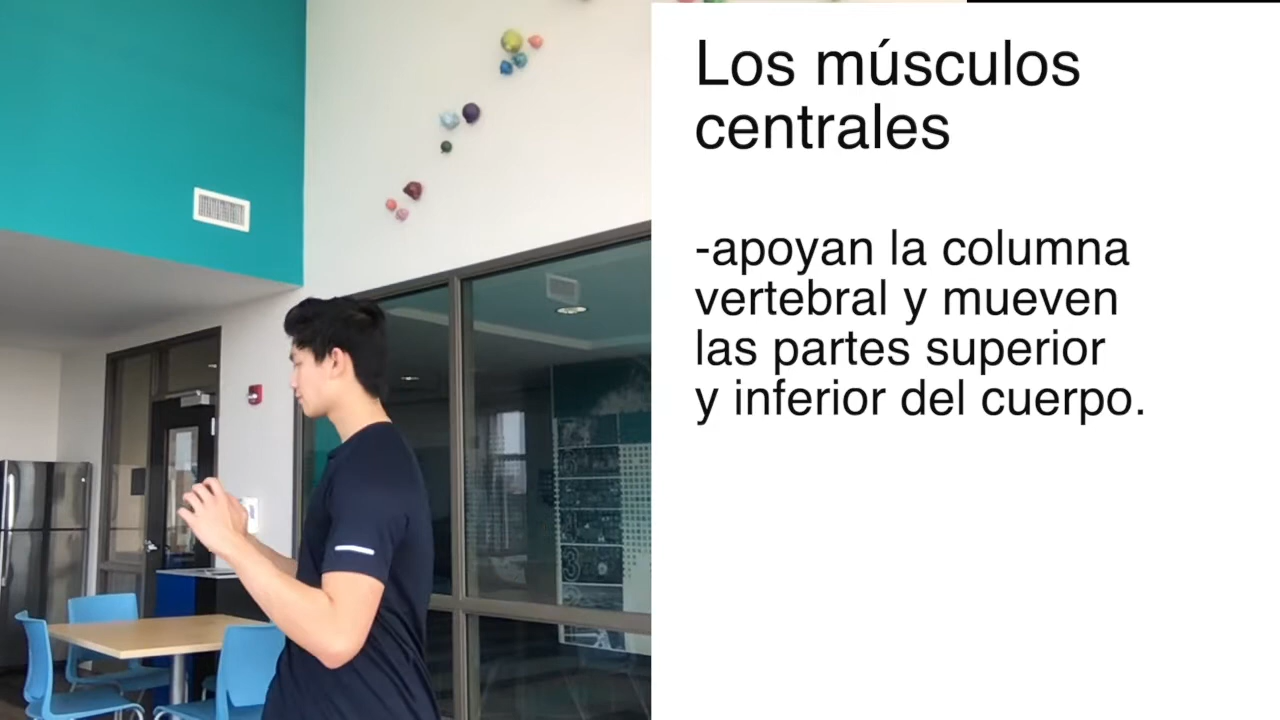 Los músculos
centrales
-apoyan la columna
vertebral y mueven
las partes superior
y inferior del cuerpo.